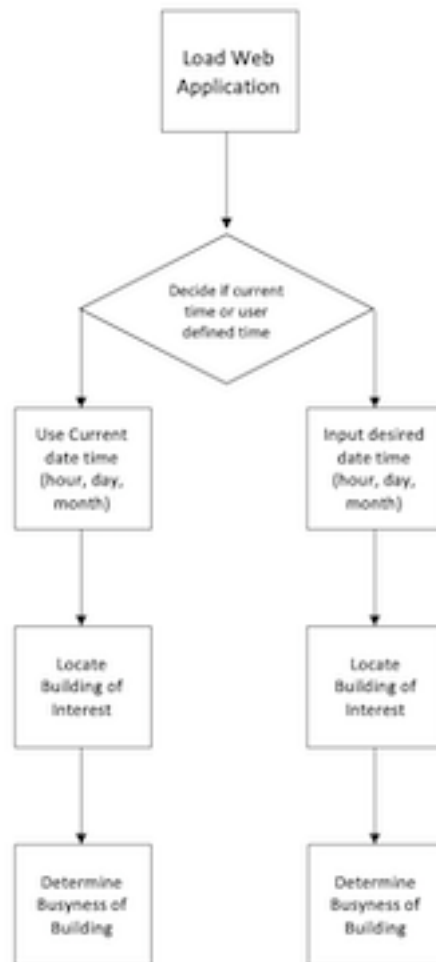 Load Web
Application
Decide if current
time or user
defined time
Use Current
date time
(hour, day,
month)
Input desired
date time
(hour, day,
month)
Locate
Building of
Interest
Locate
Building of
Interest
Determine
Busyness of
Building
Determine
Busyness of
Building